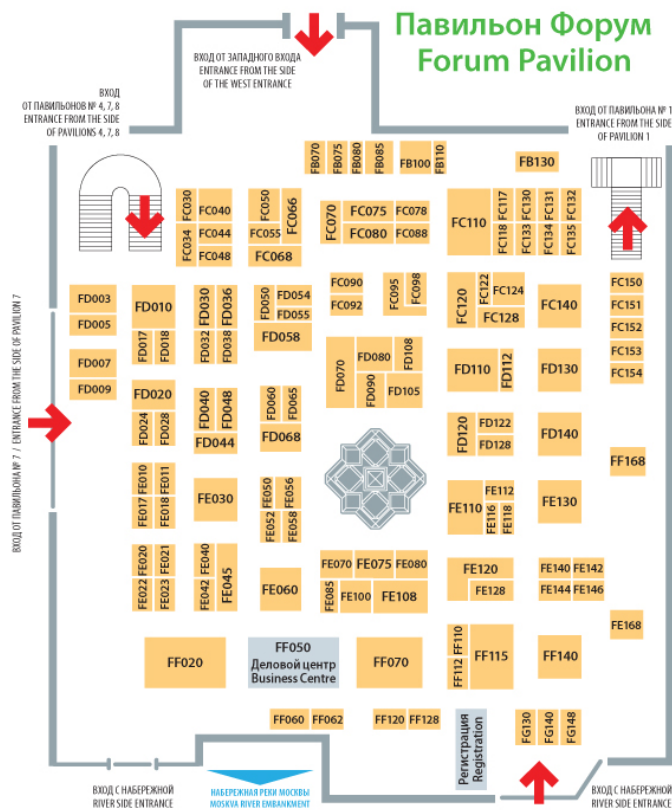 Павильон Форум
Forum Pavilion
ВХОД ОТ ЗАПАДНОГО ВХОДА
ENTRANCE FROM THE SIDE
OF THE WEST ENTRANCE
ВХОД
ОТ ПАВИЛЬОНОВ № 4, 7, 8
ENTRANCE FROM THE SIDE
OF PAVILIONS 4, 7, 8
ВХОД ОТ ПАВИЛЬОНА № 1
ENTRANCE FROM THE SIDE
OF PAVILION 1
FB070 FB075 FB080 FB085 FB100 FB110 FB130
FC030 FC040 FC034 FC044 FC048
FC050 FC066 FC055 FC068
FC070 FC075 FC078 FC080 FC088
FC110 FC117 FC130 FC131 FC132
FC118 FC133 FC134 FC135
FD003
FD005
FD007
FD009
FD010 FD017 FD018
FD030 FD036 FD032 FD038
FD050 FD054 FD055 FD058
FC090 FC092 FC095 FC098
FC120 FC122 FC124 FC128
FC140
FC150
FC151
FC152
FC153
FC154
FD070 FD080 FD108 FD090 FD105
FD110 FD112 FD130
FD020 FD024 FD028
FD040 FD048 FD044
FD060 FD065 FD068
FD120 FD122 FD128 FD140
FF168
ВХОД ОТ ПАВИЛЬОНА № 7 / ENTRANCE FROM THE SIDE OF PAVILION 7
FE010 FE011 FE017 FE018
FE030
FE050 FE056 FE052 FE058
FE110 FE112 FE116 FE118 FE130
FE020 FE021 FE022 FE023
FE040 FE042 FE045
FE060
FE070 FE075 FE080
FE085 FE100 FE108
FE120 FE128
FE140 FE142
FE144 FE146
FE168
FF020
FF050
Деловой центр
Business Centre
FF070
FF110 FF112 FF115
FF140
FF060 FF062
FF120 FF128
Регистрация
Registration
FG130 FG140 FG148
ВХОД С НАБЕРЕЖНОЙ
RIVER SIDE ENTRANCE
НАБЕРЕЖНАЯ РЕКИ МОСКВЫ
MOSKVA RIVER EMBANKMENT
ВХОД С НАБЕРЕЖНОЙ
RIVER SIDE ENTRANCE